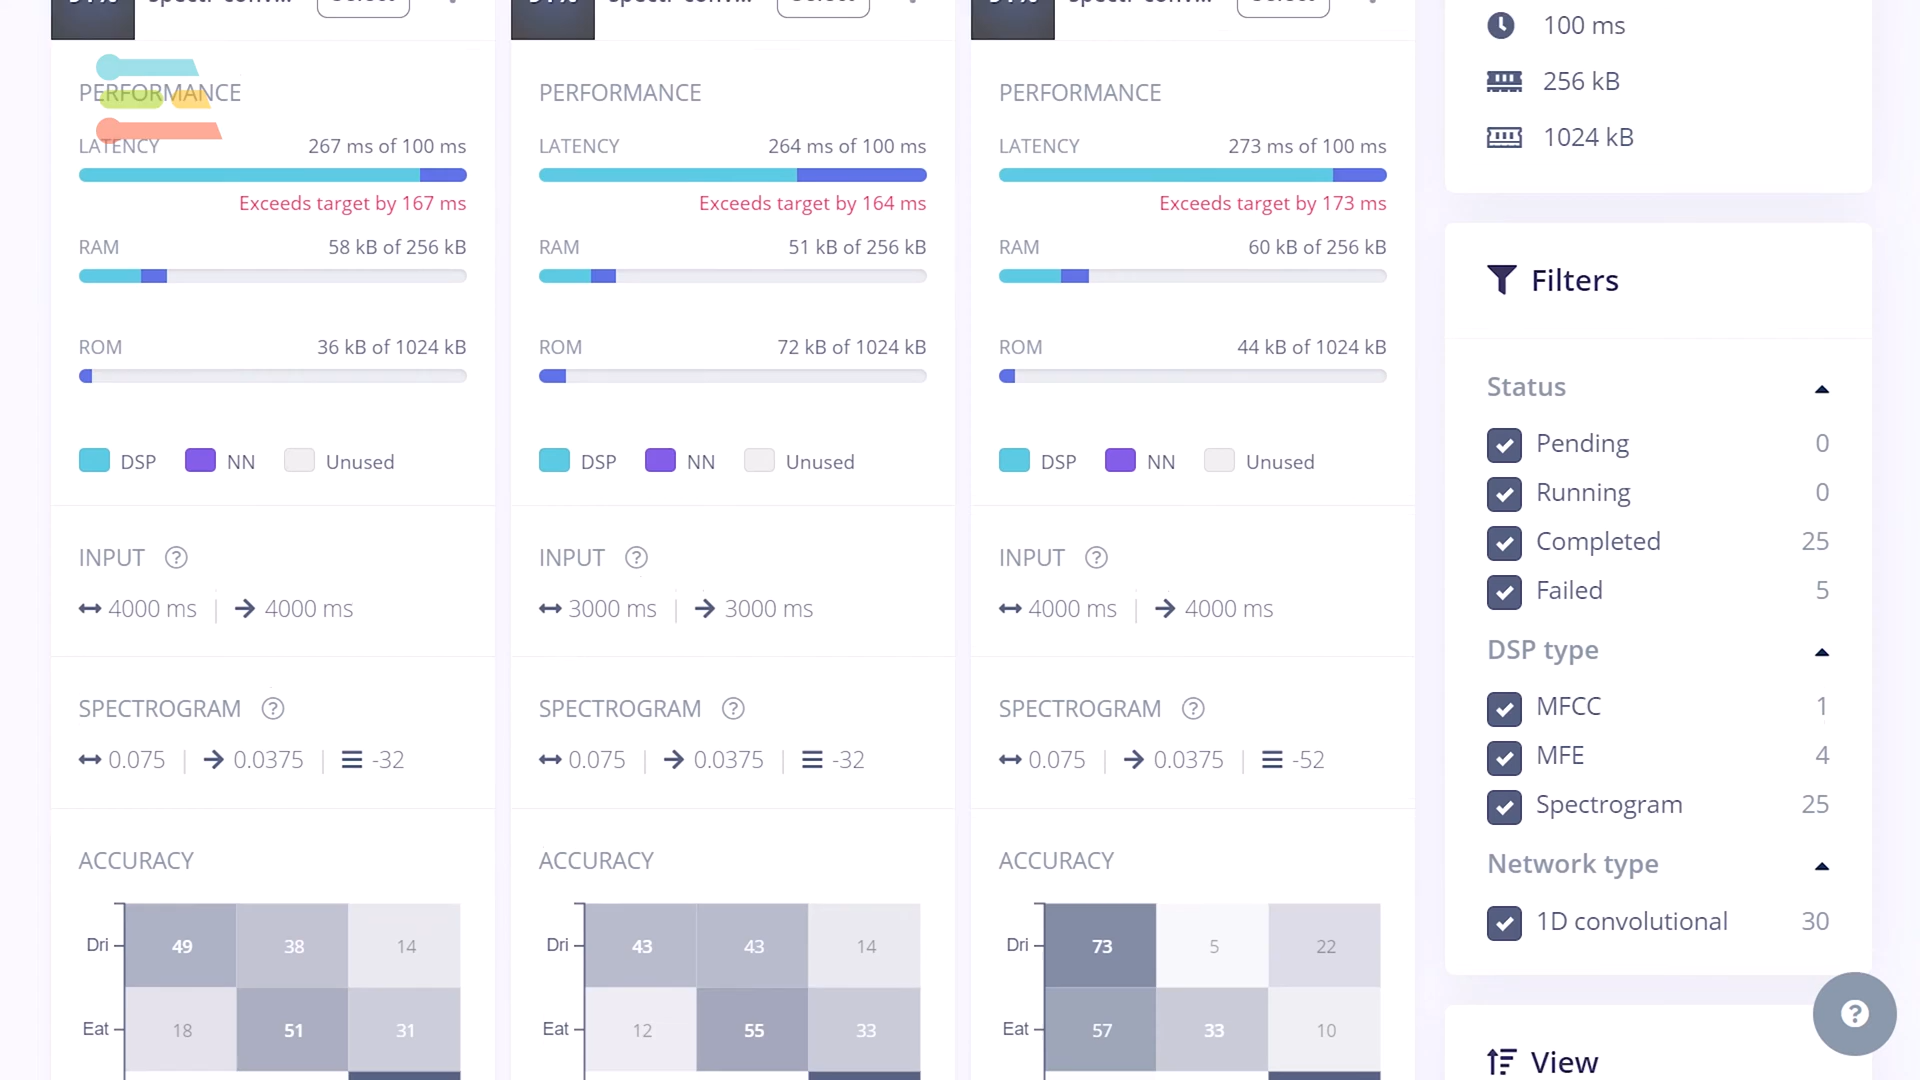 PERFORMANCE
LATENCY 267 ms of 100 ms
Exceeds target by 167 ms
RAM 58 kB of 256 kB
ROM 36 kB of 1024 kB
DSP NN Unused
INPUT ?
4000 ms | 4000 ms
SPECTROGRAM ?
0.075 | 0.0375 | -32
ACCURACY
Dri 49 38 14
Eat 18 51 31
PERFORMANCE
LATENCY 264 ms of 100 ms
Exceeds target by 164 ms
RAM 51 kB of 256 kB
ROM 72 kB of 1024 kB
DSP NN Unused
INPUT ?
3000 ms | 3000 ms
SPECTROGRAM ?
0.075 | 0.0375 | -32
ACCURACY
Dri 43 43 14
Eat 12 55 33
PERFORMANCE
LATENCY 273 ms of 100 ms
Exceeds target by 173 ms
RAM 60 kB of 256 kB
ROM 44 kB of 1024 kB
DSP NN Unused
INPUT ?
4000 ms | 4000 ms
SPECTROGRAM ?
0.075 | 0.0375 | -52
ACCURACY
Dri 73 5 22
Eat 57 33 10
100 ms
256 kB
1024 kB
Filters
Status
Pending 0
Running 0
Completed 25
Failed 5
DSP type
MFCC 1
MFE 4
Spectrogram 25
Network type
1D convolutional 30
View
?